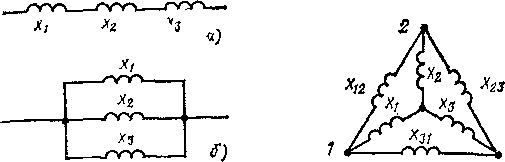 x₁ x₂ x₃
а)
x₁
x₂
x₃
б)
2
x₁₂ x₂ x₂₃
x₁ x₃
1 x₃₁